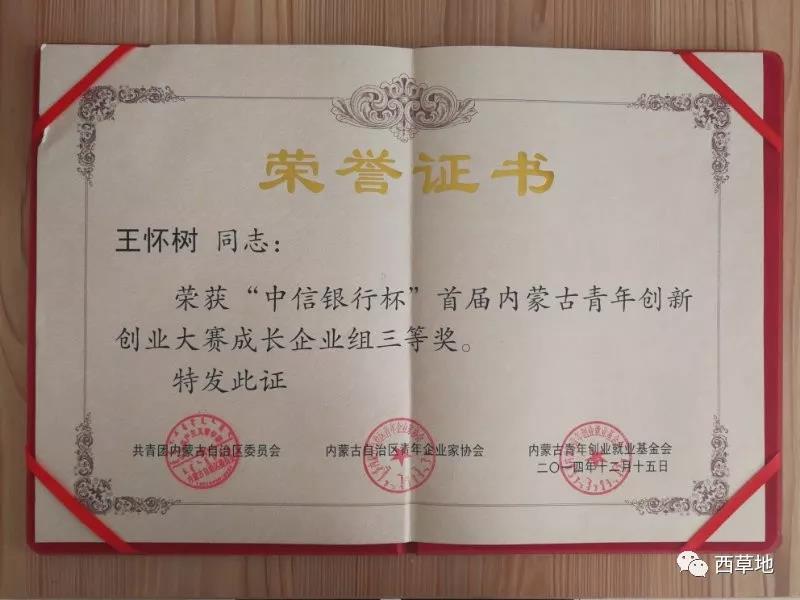 荣誉证书
王怀树 同志：
荣获“中信银行杯”首届内蒙古青年创新
创业大赛成长企业组三等奖。
特发此证
共青团内蒙古自治区委员会
内蒙古自治区青年企业家协会
内蒙古青年创业就业基金会
二〇一四年十二月十五日
西草地